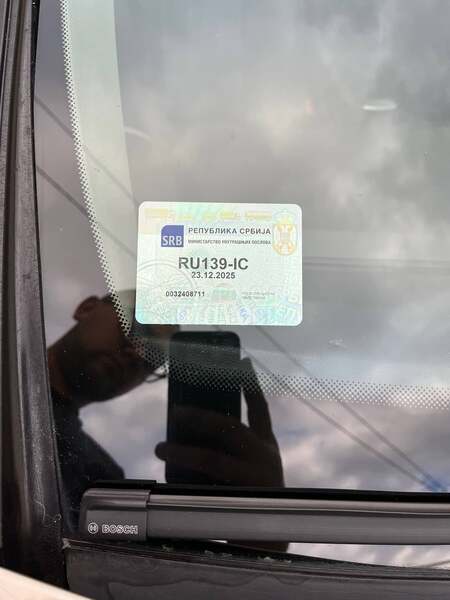 РЕПУБЛИКА СРБИЈА
SRB
МИНИСТАРСТВО УНУТРАШЊИХ ПОСЛОВА
RU139-IC
23.12.2025
0032408711
BOSCH